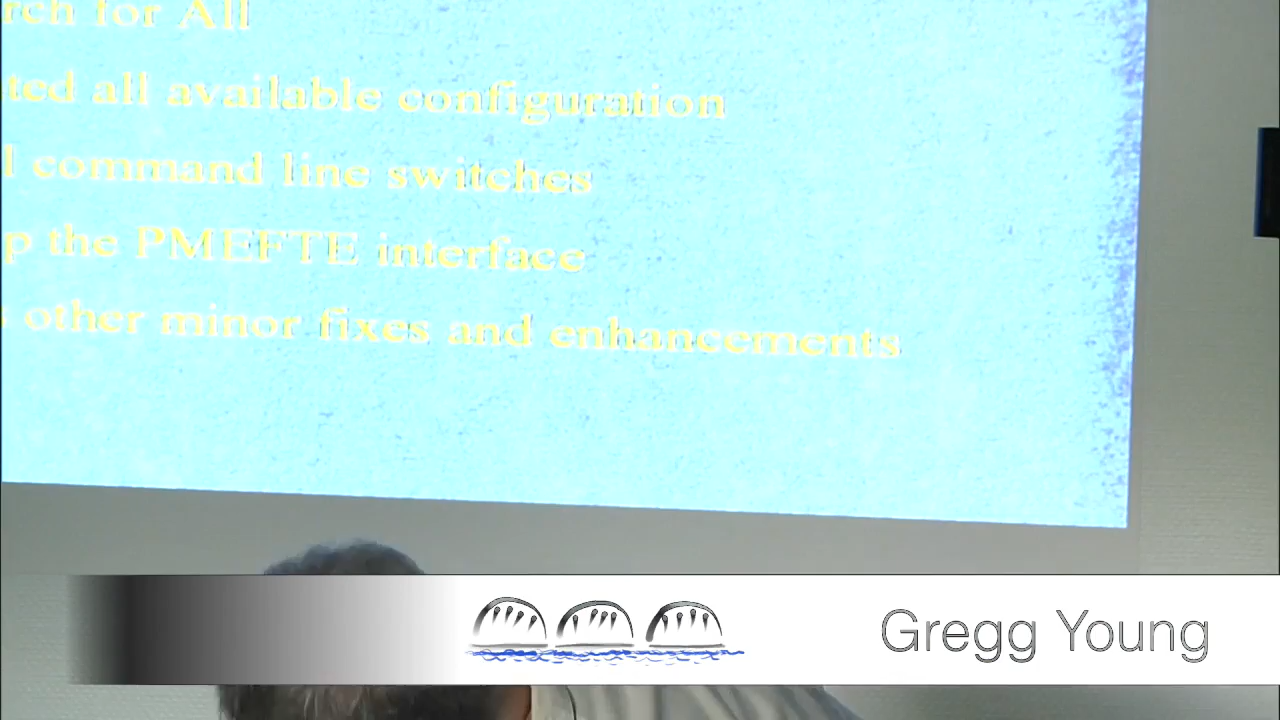 rch for All
ted all available configuration
l command line switches
p the PMEFTE interface
s other minor fixes and enhancements
Gregg Young